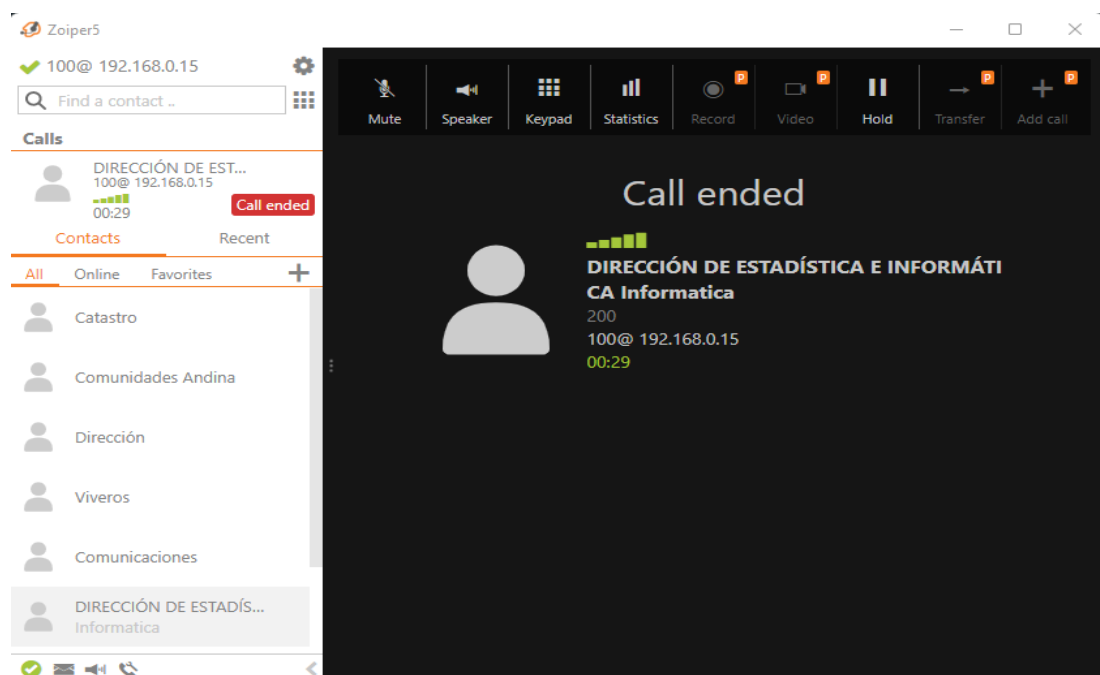 Zoiper5
100@ 192.168.0.15
Find a contact ..
Calls
DIRECCIÓN DE EST...
100@ 192.168.0.15
00:29
Call ended
Contacts Recent
All Online Favorites
Catastro
Comunidades Andina
Dirección
Viveros
Comunicaciones
DIRECCIÓN DE ESTADÍS...
Informatica
Mute Speaker Keypad Statistics Record P Video P Hold Transfer P Add call P
Call ended
DIRECCIÓN DE ESTADÍSTICA E INFORMÁTI
CA Informatica
200
100@ 192.168.0.15
00:29